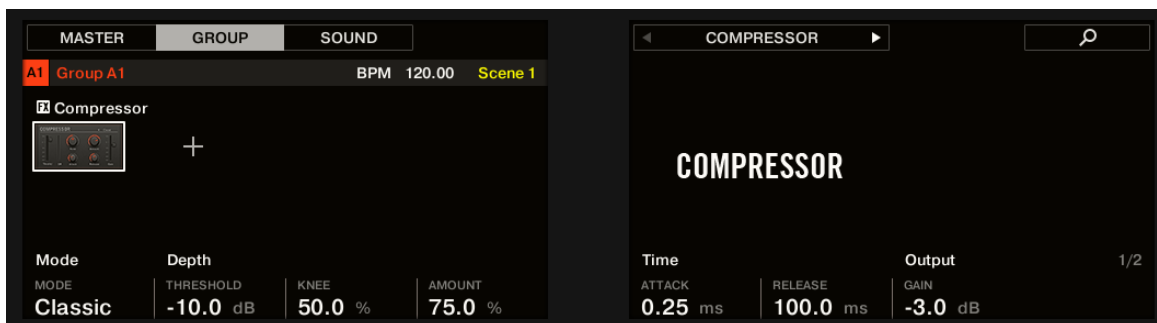 MASTER GROUP SOUND
A1 Group A1 BPM 120.00 Scene 1
FX Compressor
Mode Depth
MODE THRESHOLD KNEE AMOUNT
Classic -10.0 dB 50.0 % 75.0 %
COMPRESSOR
COMPRESSOR
Time Output 1/2
ATTACK RELEASE GAIN
0.25 ms 100.0 ms -3.0 dB